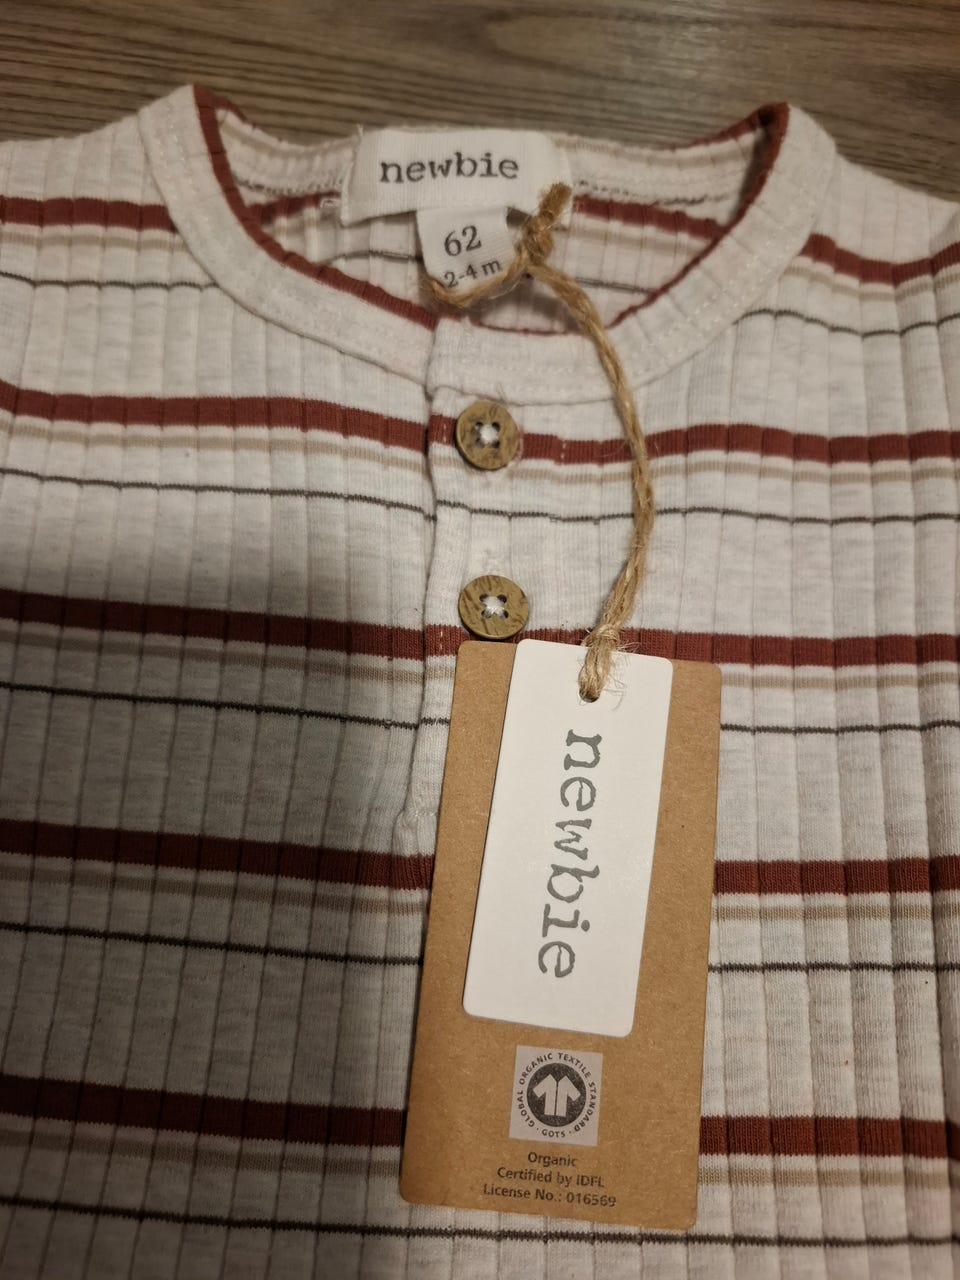 newbie
62
2-4 m
newbie
GLOBAL ORGANIC TEXTILE STANDARD · GOTS ·
Organic
Certified by IDFL
License No.: 016569